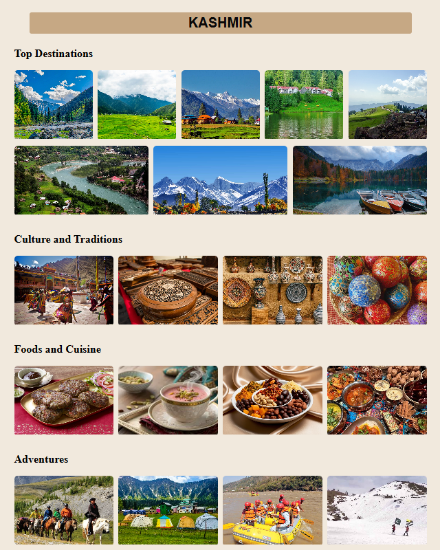 KASHMIR
Top Destinations
Culture and Traditions
Foods and Cuisine
Adventures